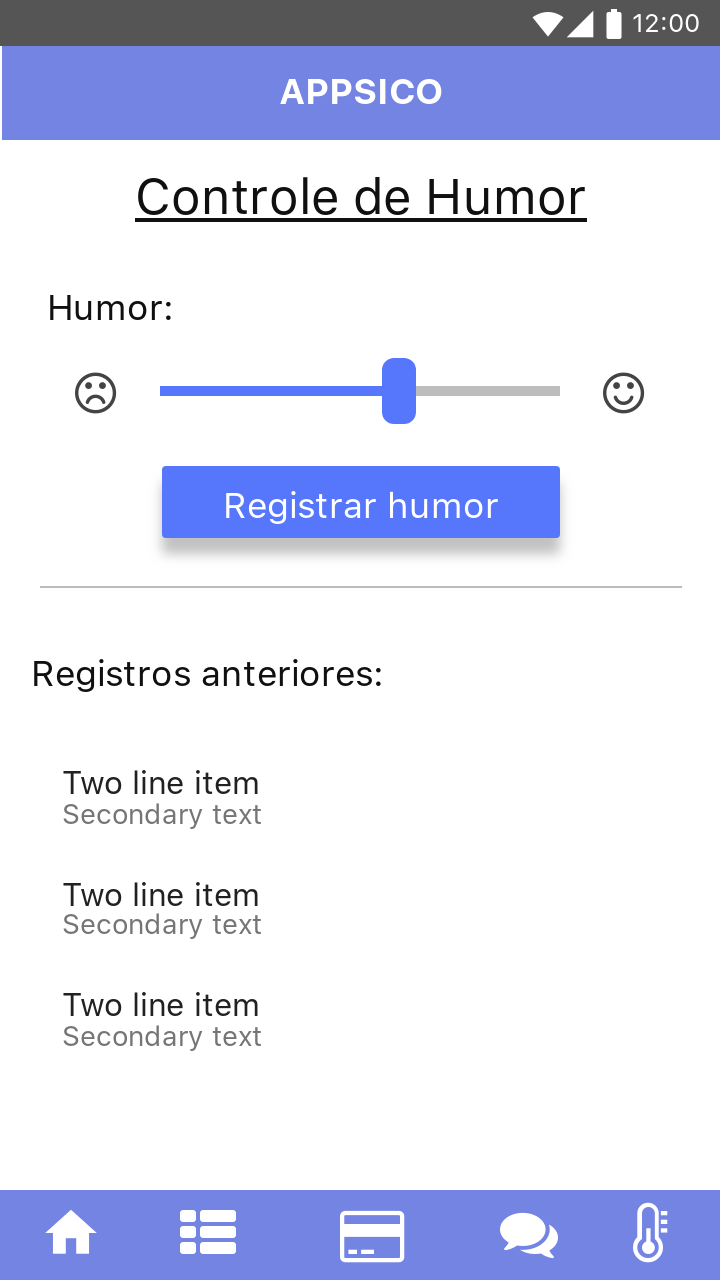 12:00
APPSICO
Controle de Humor
Humor:
Registrar humor
Registros anteriores:
Two line item
Secondary text
Two line item
Secondary text
Two line item
Secondary text